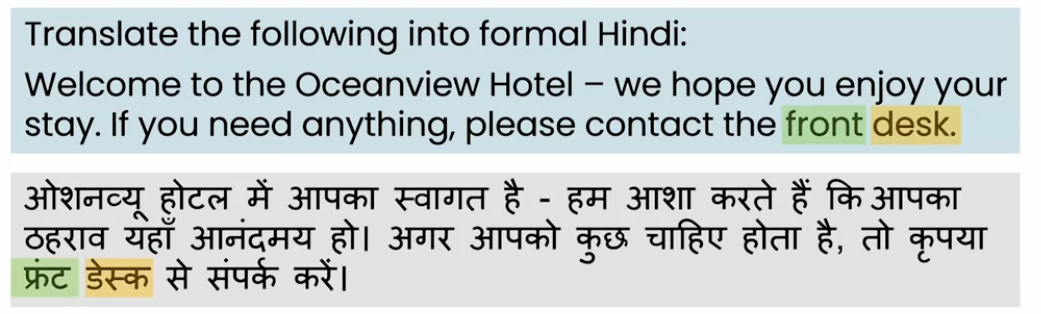 Translate the following into formal Hindi:
Welcome to the Oceanview Hotel – we hope you enjoy your
stay. If you need anything, please contact the front desk.
ओशनव्यू होटल में आपका स्वागत है - हम आशा करते हैं कि आपका
ठहराव यहाँ आनंदमय हो। अगर आपको कुछ चाहिए होता है, तो कृपया
फ्रंट डेस्क से संपर्क करें।